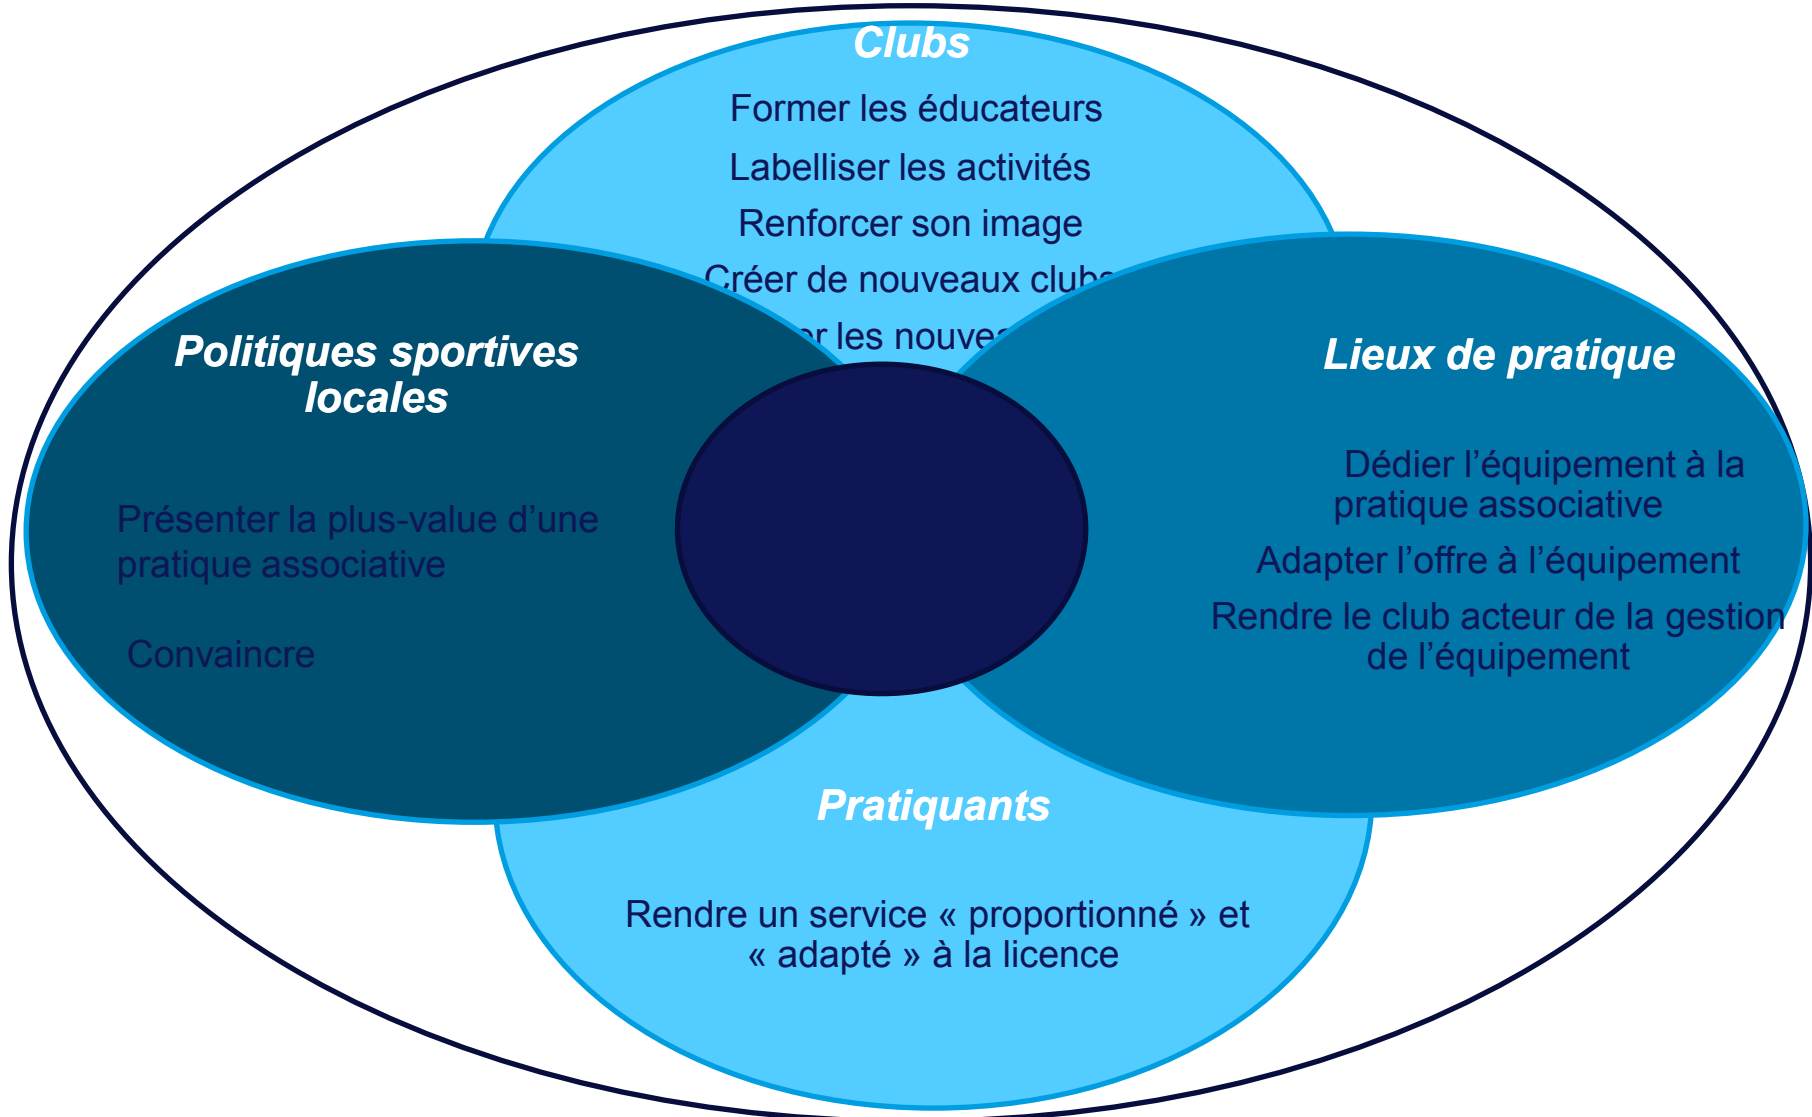 Clubs
Former les éducateurs
Labelliser les activités
Renforcer son image
Créer de nouveaux clubs
les
Politiques sportives
locales
Présenter la plus-value d’une
pratique associative
Convaincre
Lieux de pratique
Dédier l’équipement à la
pratique associative
Adapter l’offre à l’équipement
Rendre le club acteur de la gestion
de l’équipement
Pratiquants
Rendre un service « proportionné » et
« adapté » à la licence